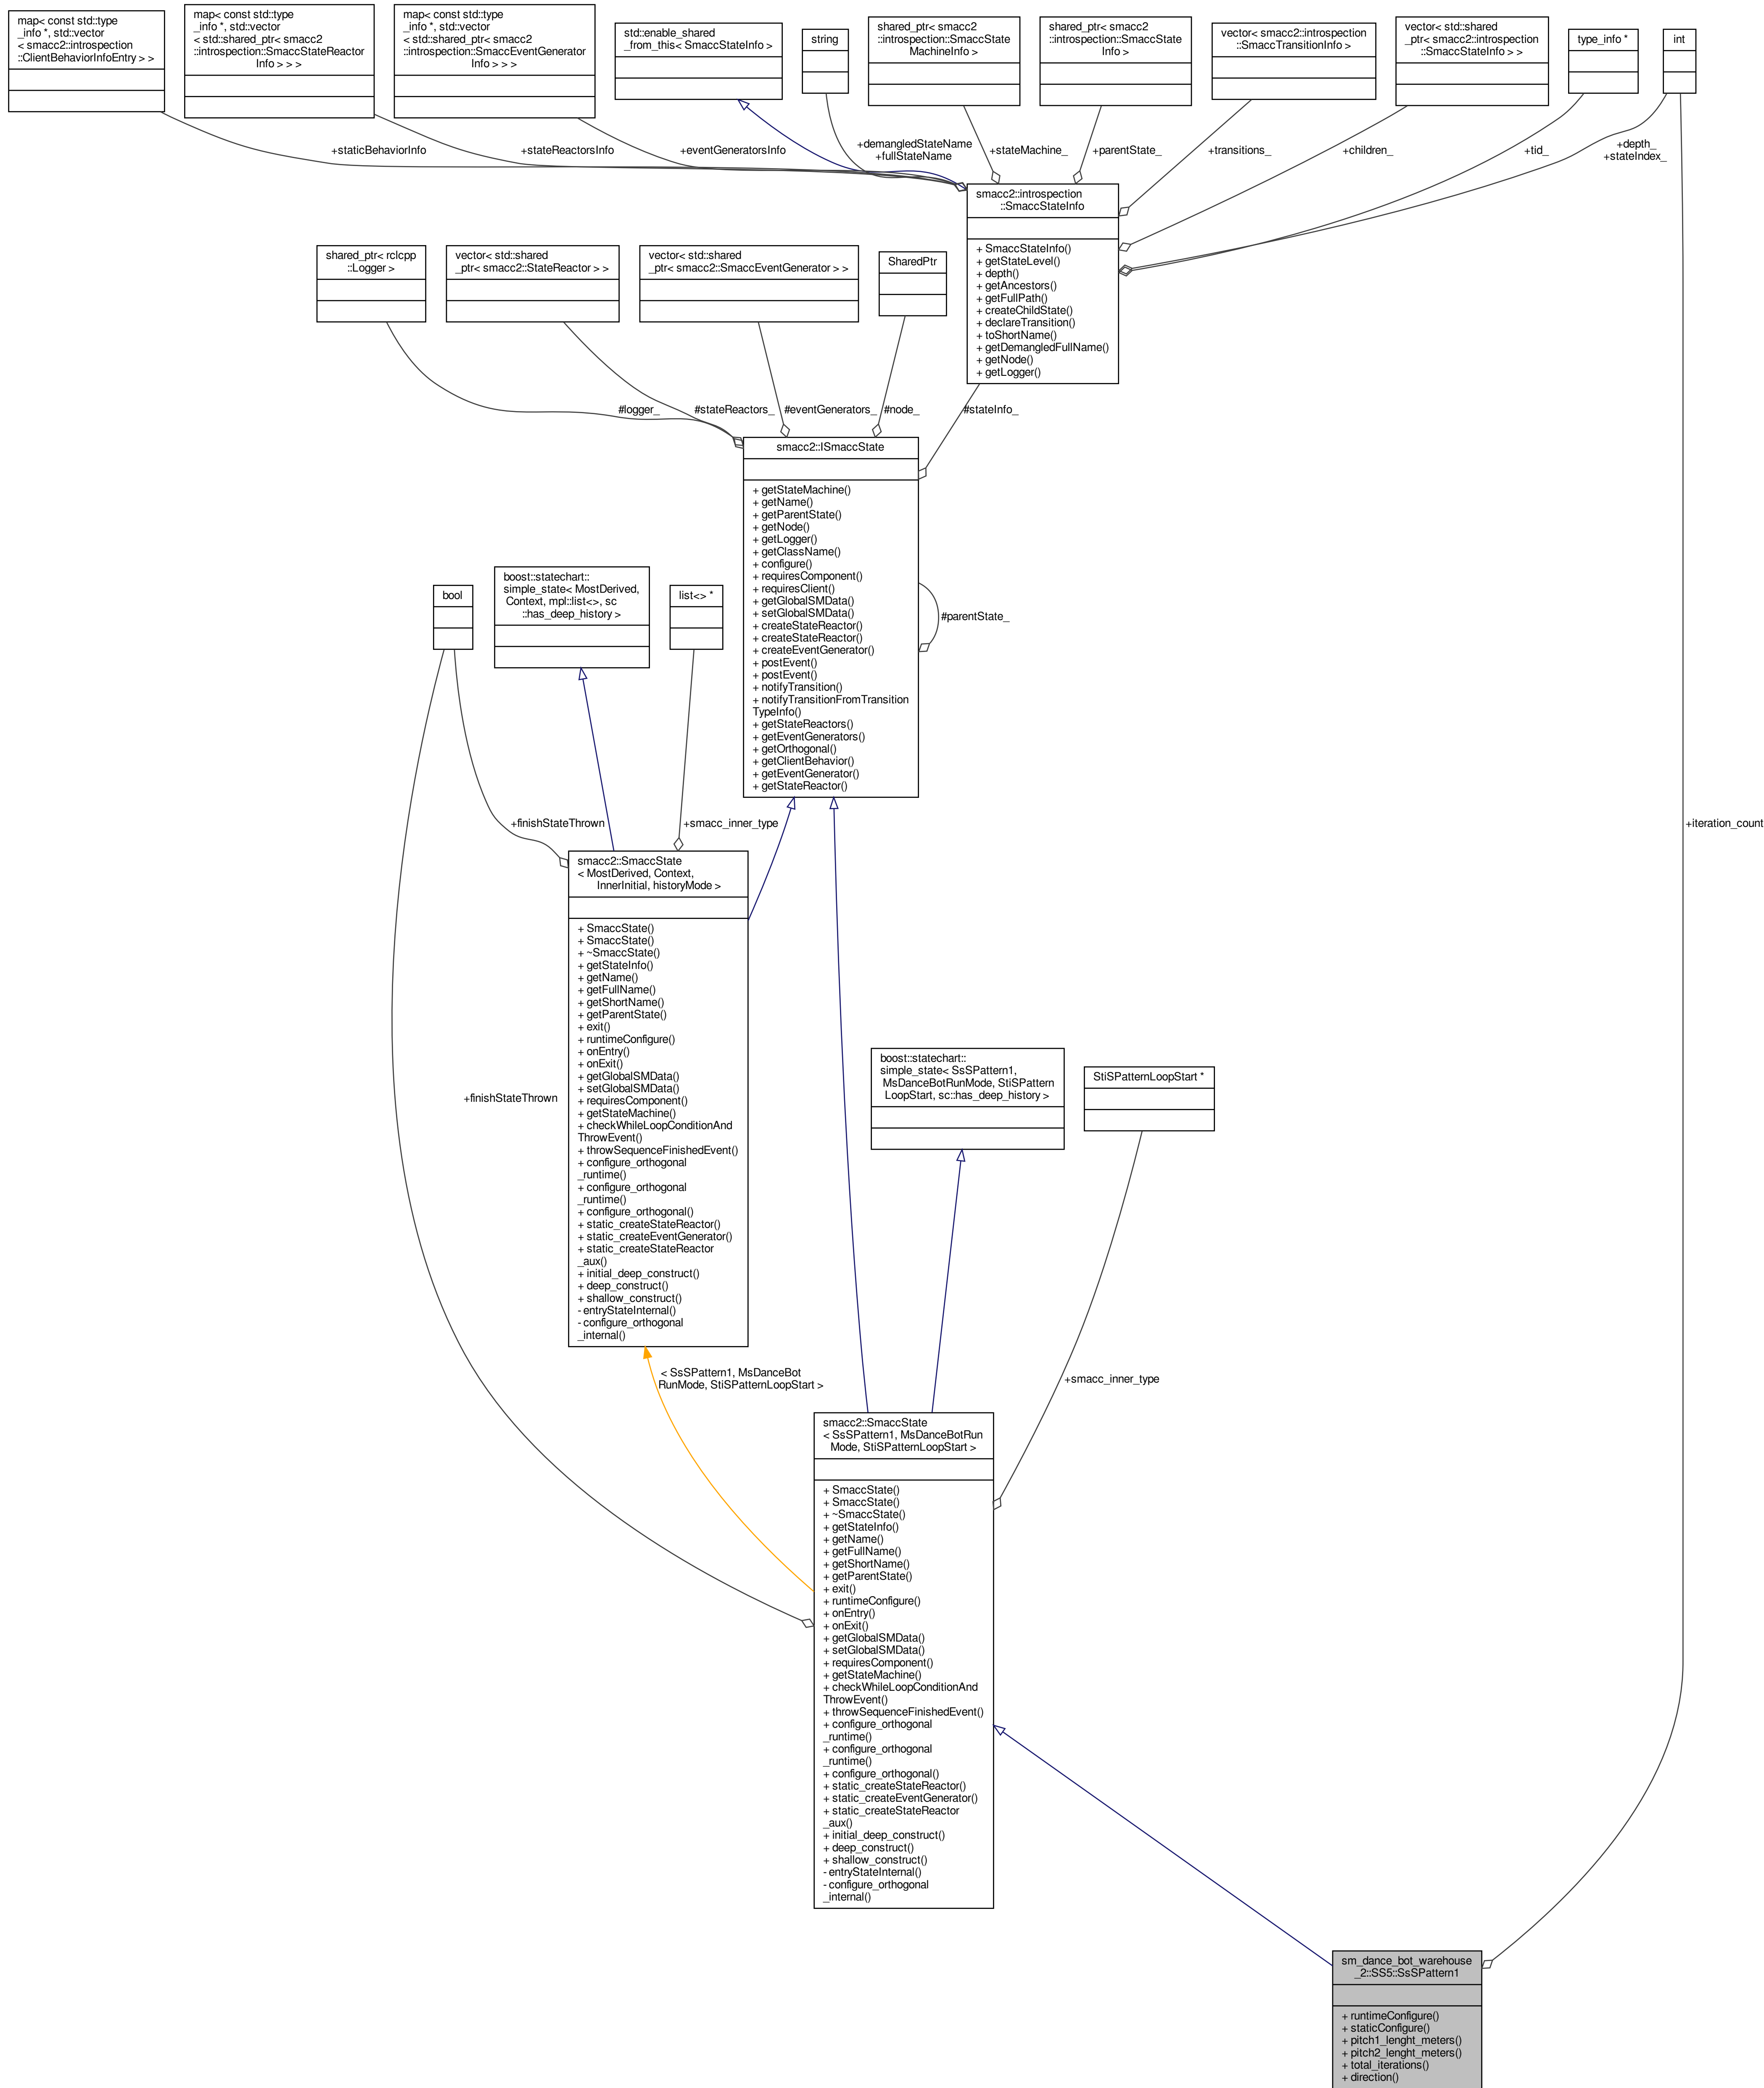 map< const std::type
_info *, std::vector
< smacc2::introspection
::ClientBehaviorInfoEntry > >
map< const std::type
_info *, std::vector
< std::shared_ptr< smacc2
::introspection::SmaccStateReactor
Info > > >
map< const std::type
_info *, std::vector
< std::shared_ptr< smacc2
::introspection::SmaccEventGenerator
Info > > >
std::enable_shared
_from_this< SmaccStateInfo >
string
shared_ptr< smacc2
::introspection::SmaccState
MachineInfo >
shared_ptr< smacc2
::introspection::SmaccState
Info >
vector< smacc2::introspection
::SmaccTransitionInfo >
vector< std::shared
_ptr< smacc2::introspection
::SmaccStateInfo > >
type_info *
int
+staticBehaviorInfo
+stateReactorsInfo
+eventGeneratorsInfo
+demangledStateName
+fullStateName
+stateMachine_
+parentState_
+transitions_
+children_
+tid_
+depth_
+stateIndex_
smacc2::introspection
::SmaccStateInfo
+ SmaccStateInfo()
+ getStateLevel()
+ depth()
+ getAncestors()
+ getFullPath()
+ createChildState()
+ declareTransition()
+ toShortName()
+ getDemangledFullName()
+ getNode()
+ getLogger()
shared_ptr< rclcpp
::Logger >
vector< std::shared
_ptr< smacc2::StateReactor > >
vector< std::shared
_ptr< smacc2::SmaccEventGenerator > >
SharedPtr
#logger_
#stateReactors_
#eventGenerators_
#node_
#stateInfo_
smacc2::ISmaccState
+ getStateMachine()
+ getName()
+ getParentState()
+ getNode()
+ getLogger()
+ getClassName()
+ configure()
+ requiresComponent()
+ requiresClient()
+ getGlobalSMData()
+ setGlobalSMData()
+ createStateReactor()
+ createStateReactor()
+ createEventGenerator()
+ postEvent()
+ postEvent()
+ notifyTransition()
+ notifyTransitionFromTransition
TypeInfo()
+ getStateReactors()
+ getEventGenerators()
+ getOrthogonal()
+ getClientBehavior()
+ getEventGenerator()
+ getStateReactor()
#parentState_
bool
boost::statechart::
simple_state< MostDerived,
Context, mpl::list<>, sc
::has_deep_history >
list<> *
+finishStateThrown
+smacc_inner_type
+iteration_count
smacc2::SmaccState
< MostDerived, Context,
InnerInitial, historyMode >
+ SmaccState()
+ SmaccState()
+ ~SmaccState()
+ getStateInfo()
+ getName()
+ getFullName()
+ getShortName()
+ getParentState()
+ exit()
+ runtimeConfigure()
+ onEntry()
+ onExit()
+ getGlobalSMData()
+ setGlobalSMData()
+ requiresComponent()
+ getStateMachine()
+ checkWhileLoopConditionAnd
ThrowEvent()
+ throwSequenceFinishedEvent()
+ configure_orthogonal
_runtime()
+ configure_orthogonal
_runtime()
+ configure_orthogonal()
+ static_createStateReactor()
+ static_createEventGenerator()
+ static_createStateReactor
_aux()
+ initial_deep_construct()
+ deep_construct()
+ shallow_construct()
- entryStateInternal()
- configure_orthogonal
_internal()
+finishStateThrown
boost::statechart::
simple_state< SsSPattern1,
MsDanceBotRunMode, StiSPattern
LoopStart, sc::has_deep_history >
StiSPatternLoopStart *
< SsSPattern1, MsDanceBot
RunMode, StiSPatternLoopStart >
+smacc_inner_type
smacc2::SmaccState
< SsSPattern1, MsDanceBotRun
Mode, StiSPatternLoopStart >
+ SmaccState()
+ SmaccState()
+ ~SmaccState()
+ getStateInfo()
+ getName()
+ getFullName()
+ getShortName()
+ getParentState()
+ exit()
+ runtimeConfigure()
+ onEntry()
+ onExit()
+ getGlobalSMData()
+ setGlobalSMData()
+ requiresComponent()
+ getStateMachine()
+ checkWhileLoopConditionAnd
ThrowEvent()
+ throwSequenceFinishedEvent()
+ configure_orthogonal
_runtime()
+ configure_orthogonal
_runtime()
+ configure_orthogonal()
+ static_createStateReactor()
+ static_createEventGenerator()
+ static_createStateReactor
_aux()
+ initial_deep_construct()
+ deep_construct()
+ shallow_construct()
- entryStateInternal()
- configure_orthogonal
_internal()
sm_dance_bot_warehouse
_2::SS5::SsSPattern1
+ runtimeConfigure()
+ staticConfigure()
+ pitch1_lenght_meters()
+ pitch2_lenght_meters()
+ total_iterations()
+ direction()